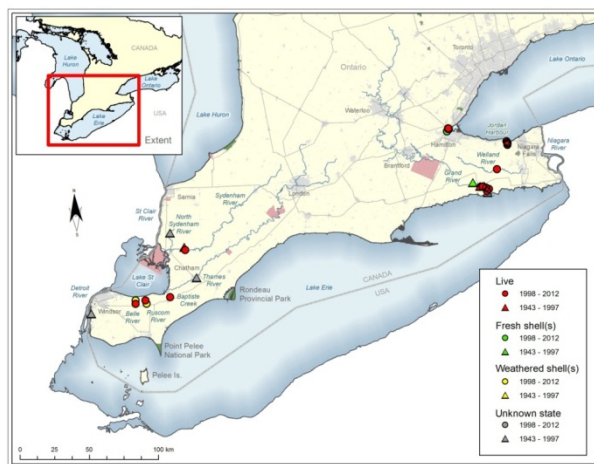 CANADA
Lake
Huron
Lake
Ontario
USA
Lake
Erie
Extent
Toronto
Lake Ontario
Ontario
Lake Huron
Waterloo
Jordan
Harbour
Hamilton
Niagara
Falls
Niagara
River
Welland
River
Brantford
Grand
River
London
Sydenham
River
Sarnia
St Clair
River
North
Sydenham
River
Chatham
Thames
River
Lake St
Clair
Detroit
River
Windsor
Belle
River
Ruscom
River
Baptiste
Creek
Rondeau
Provincial Park
Lake Erie
CANADA
USA
Point Pelee
National Park
Pelee Is.
Live
1998 - 2012
1943 - 1997
Fresh shell(s)
1998 - 2012
1943 - 1997
Weathered shell(s)
1998 - 2012
1943 - 1997
Unknown state
1998 - 2012
1943 - 1997
0 25 50 75 100 km